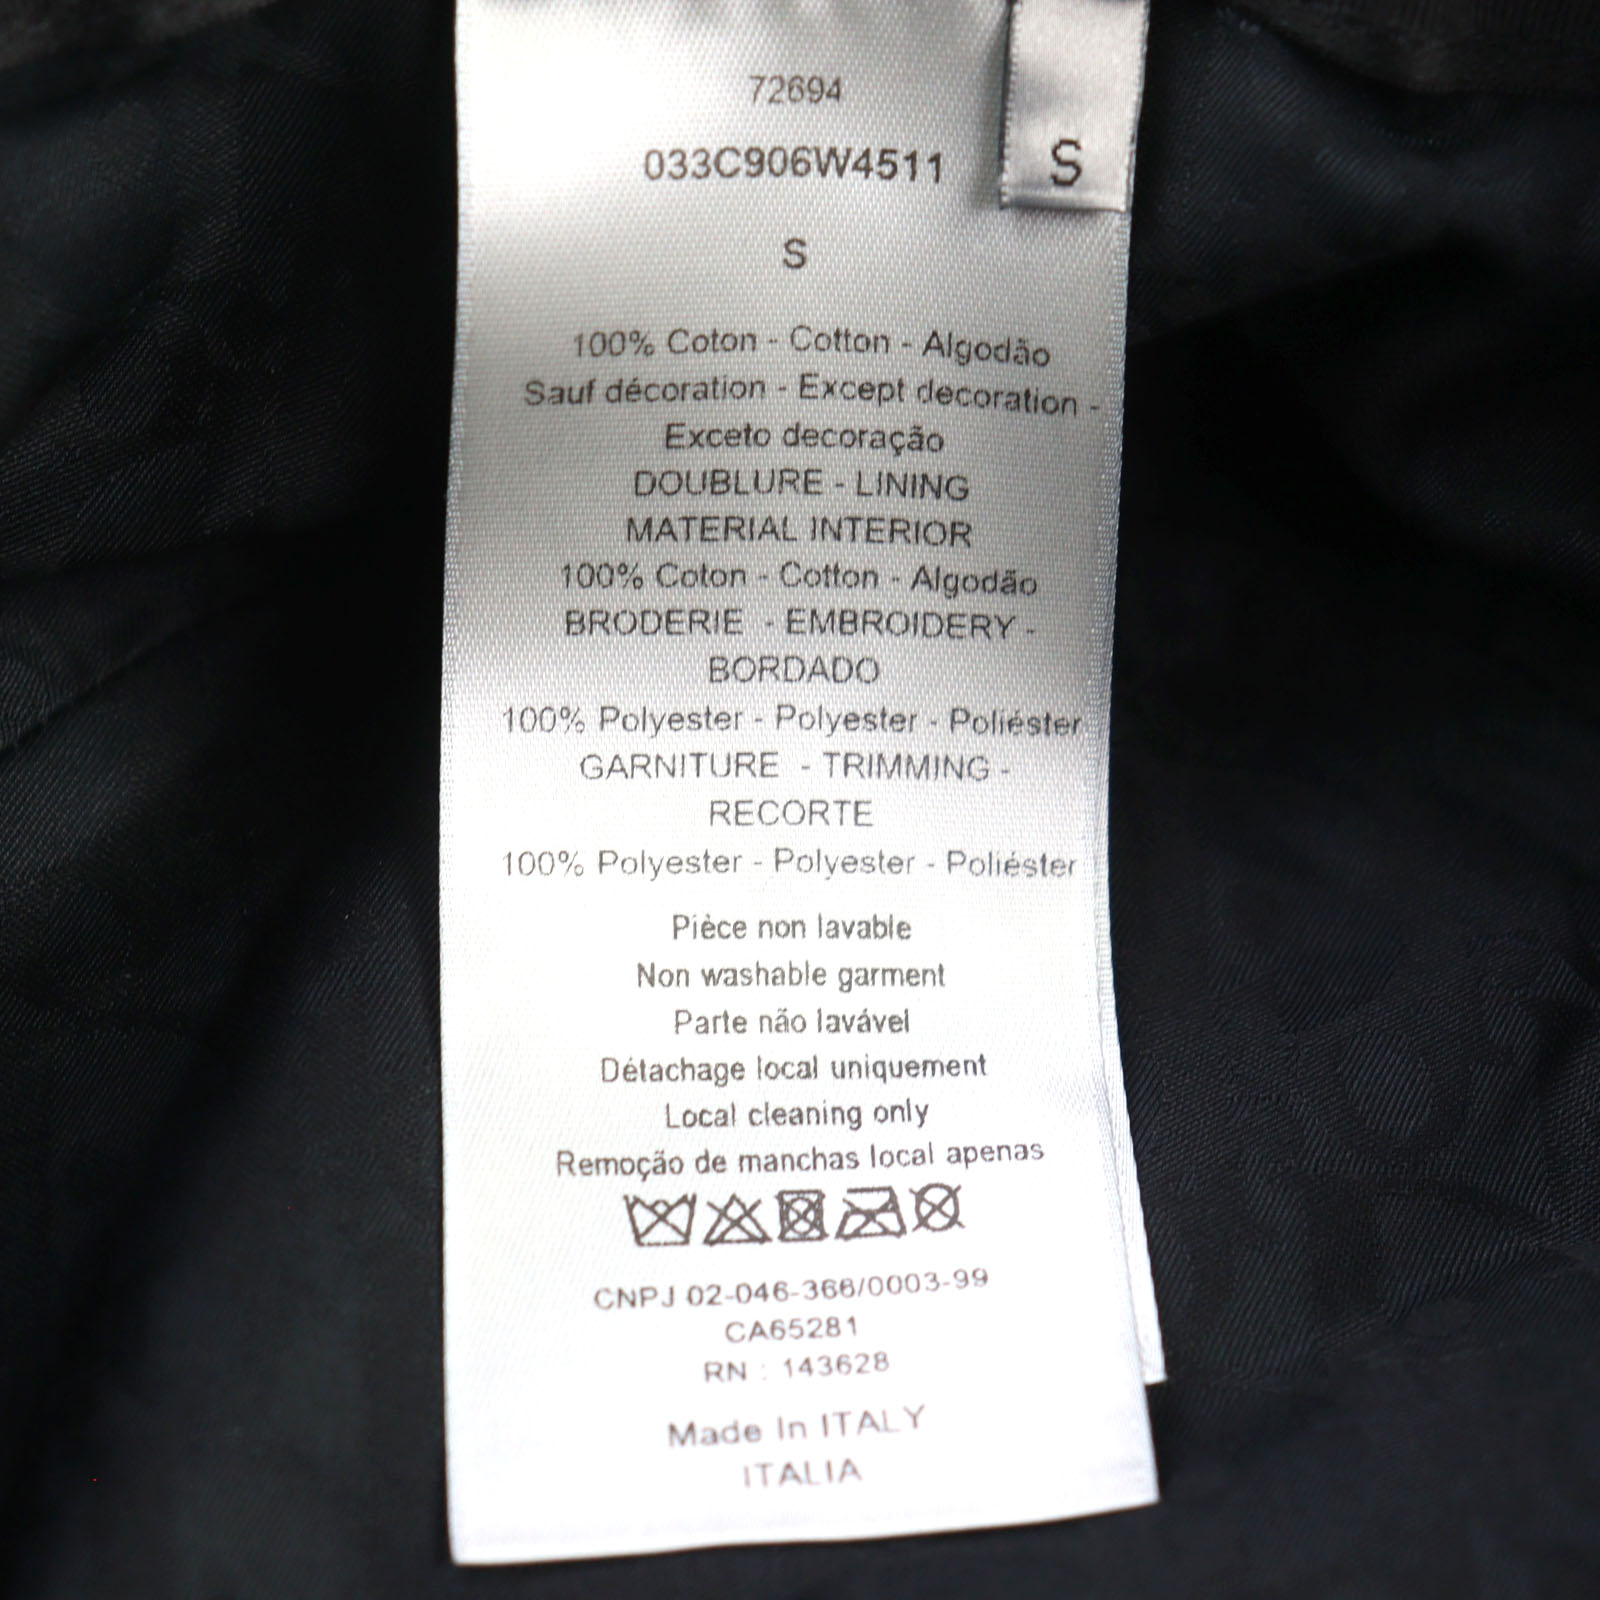 72694
033C906W4511
S
S
100% Coton - Cotton - Algodão
Sauf décoration - Except decoration -
Exceto decoração
DOUBLURE - LINING
MATERIAL INTERIOR
100% Coton - Cotton - Algodão
BRODERIE - EMBROIDERY -
BORDADO
100% Polyester - Polyester - Poliéster
GARNITURE - TRIMMING -
RECORTE
100% Polyester - Polyester - Poliéster
Pièce non lavable
Non washable garment
Parte não lavável
Détachage local uniquement
Local cleaning only
Remoção de manchas local apenas
CNPJ 02-046-366/0003-99
CA65281
RN : 143628
Made In ITALY
ITALIA